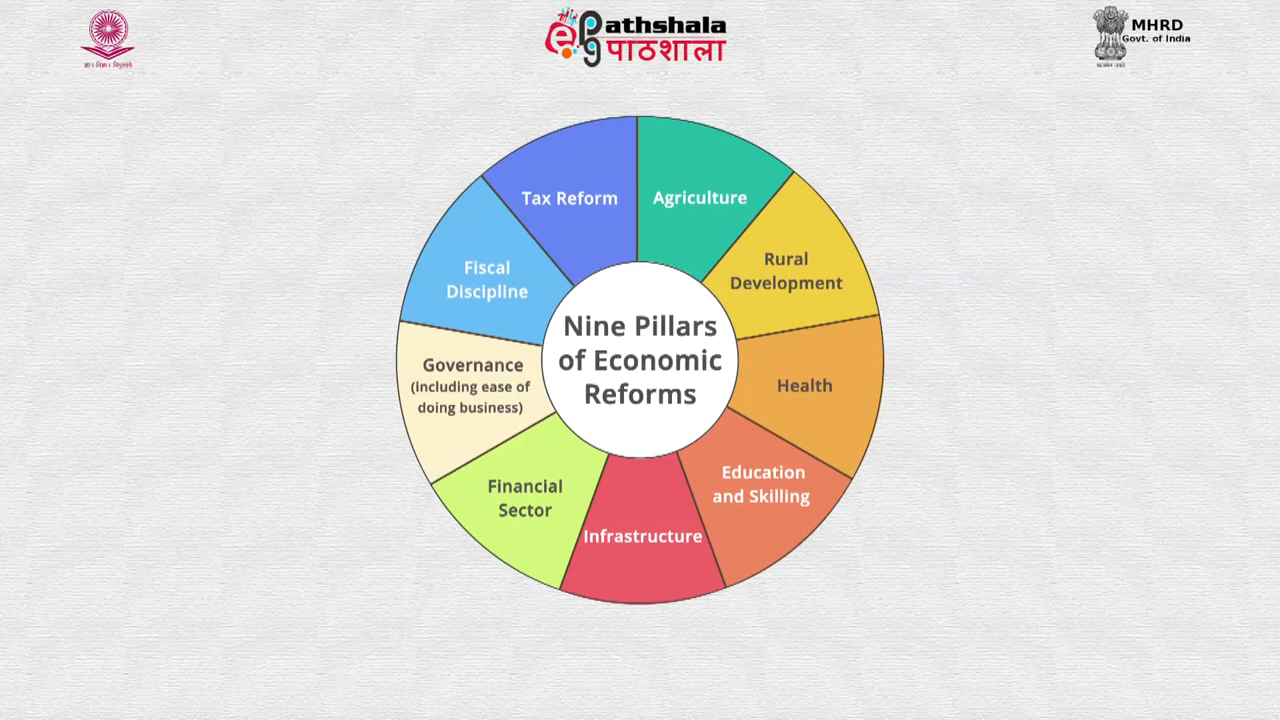 Pathshala
पाठशाला
MHRD
Govt. of India
Tax Reform
Agriculture
Rural
Development
Health
Education
and Skilling
Infrastructure
Financial
Sector
Governance
(including ease of
doing business)
Fiscal
Discipline
Nine Pillars
of Economic
Reforms